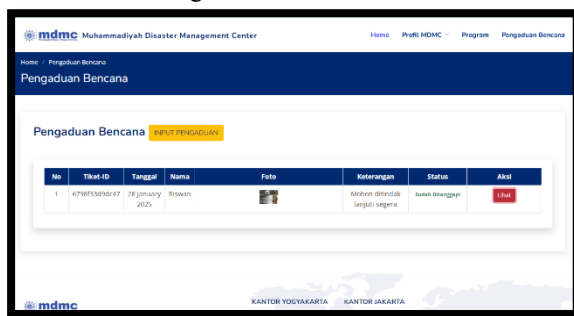 mdmc Muhammadiyah Disaster Management Center Home Profil MDMC Program Pengaduan Bencana
Home / Pengaduan Bencana
Pengaduan Bencana
Pengaduan Bencana INPUT PENGADUAN
No Tiket-ID Tanggal Nama Foto Keterangan Status Aksi
1 6798f33d9dc47 28 January Riswan Mohon ditindak Sudah Ditanggapi Lihat
2025 lanjuti segera
mdmc KANTOR YOGYAKARTA KANTOR JAKARTA